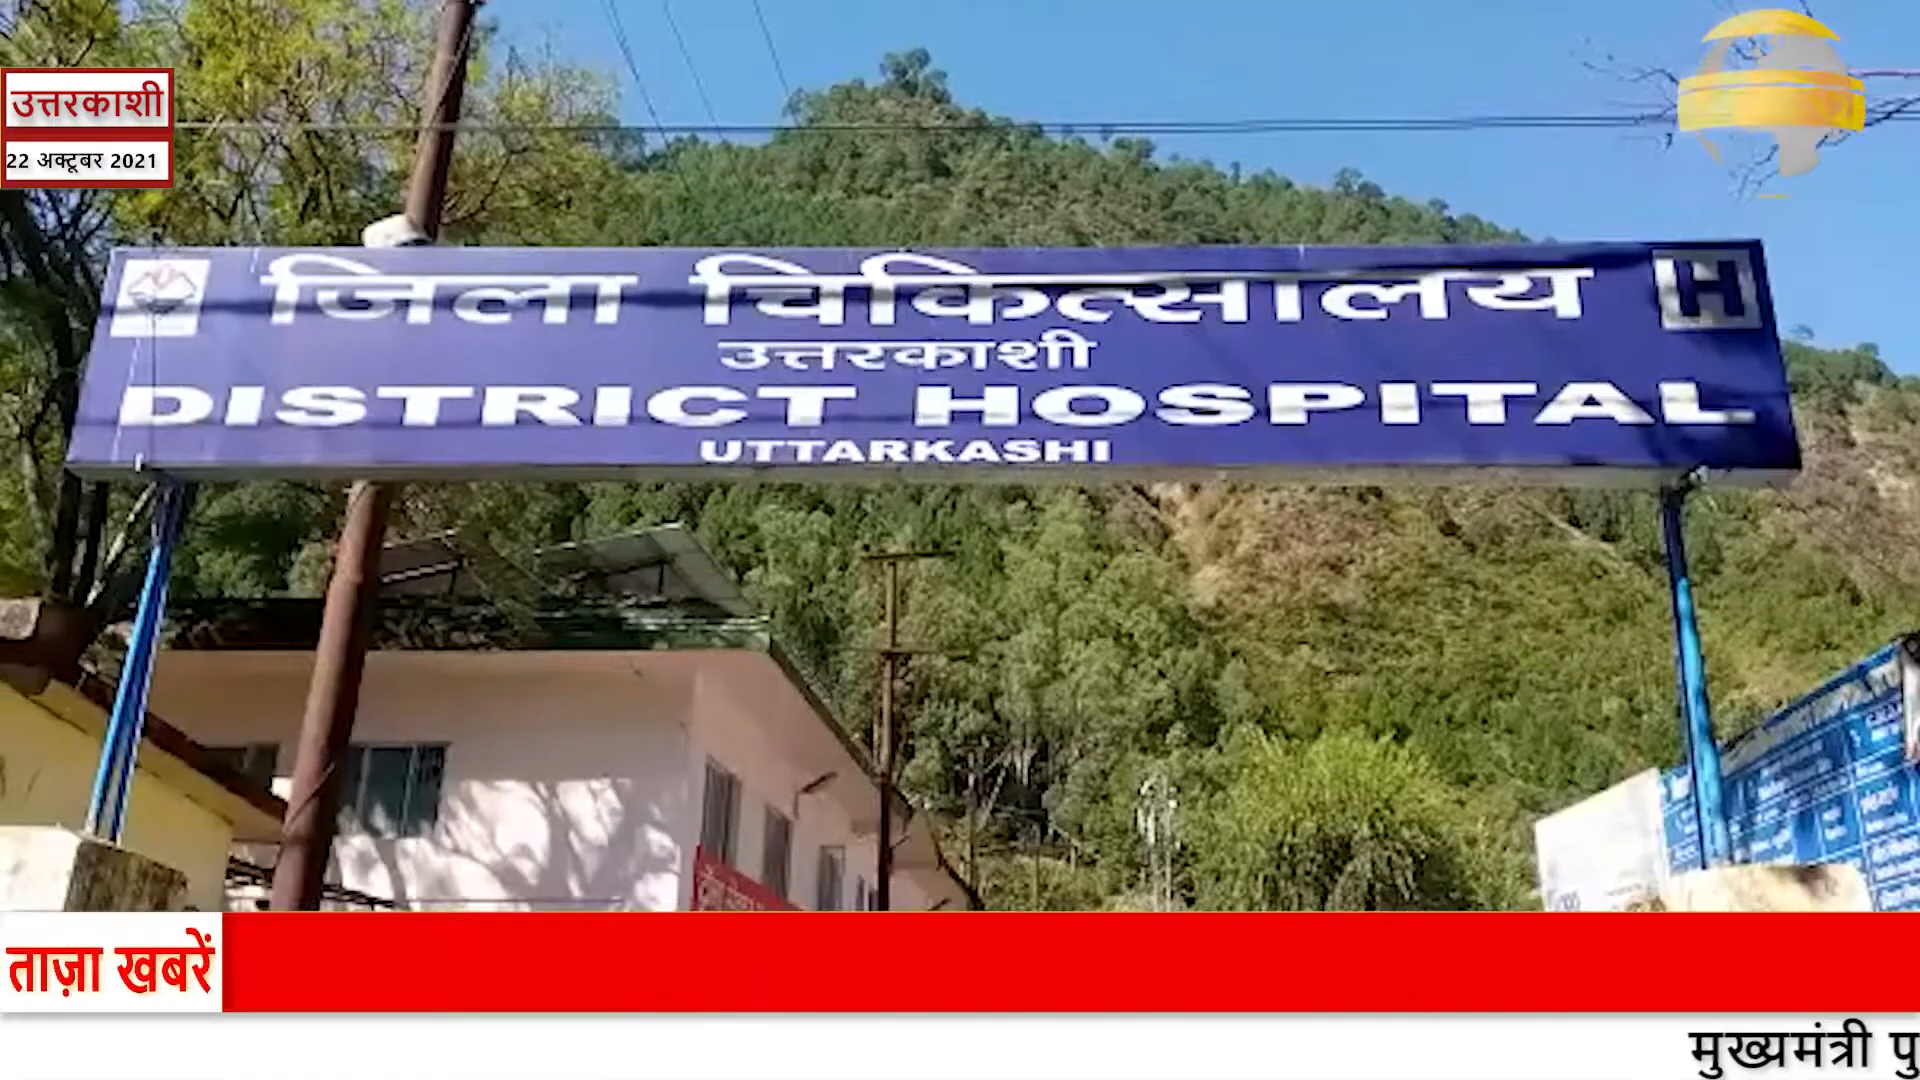 उत्तरकाशी
22 अक्टूबर 2021
जिला चिकित्सालय
H
उत्तरकाशी
DISTRICT HOSPITAL
UTTARKASHI
ताज़ा खबरें
मुख्यमंत्री पु